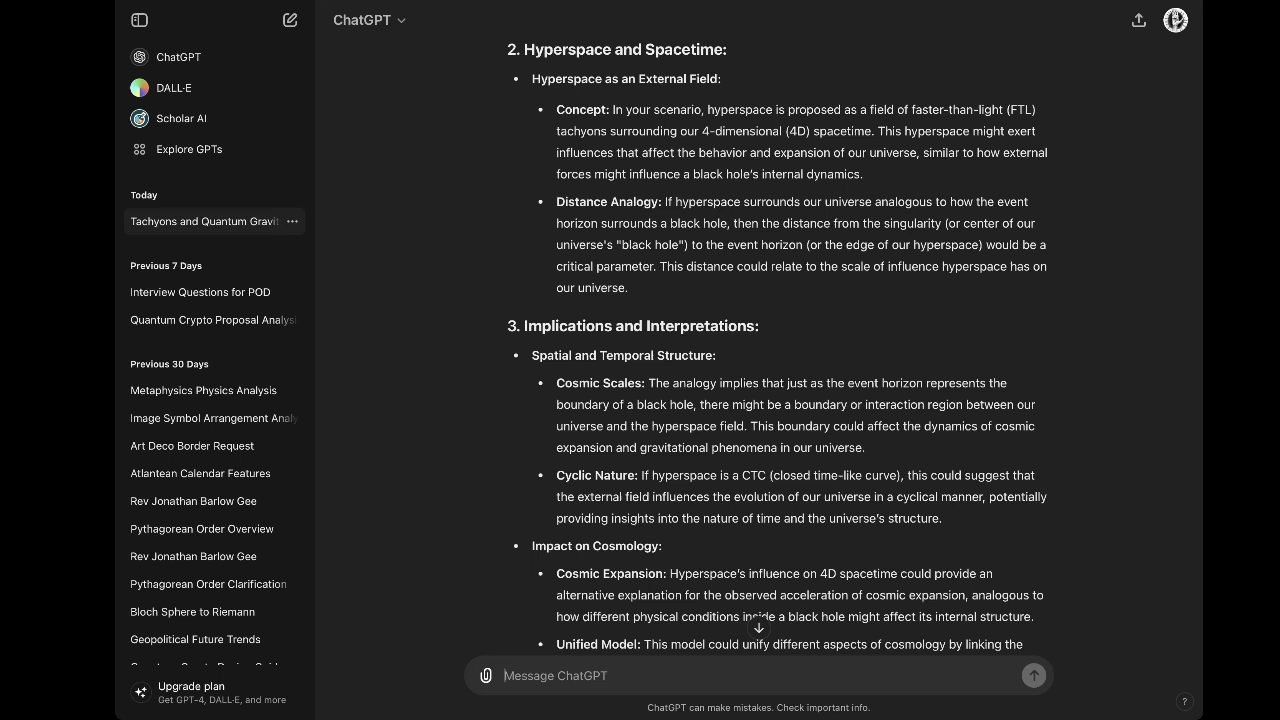 ChatGPT
DALL·E
Scholar AI
Explore GPTs
Today
Tachyons and Quantum Gravit
Previous 7 Days
Interview Questions for POD
Quantum Crypto Proposal Analysi
Previous 30 Days
Metaphysics Physics Analysis
Image Symbol Arrangement Analy
Art Deco Border Request
Atlantean Calendar Features
Rev Jonathan Barlow Gee
Pythagorean Order Overview
Rev Jonathan Barlow Gee
Pythagorean Order Clarification
Bloch Sphere to Riemann
Geopolitical Future Trends
Upgrade plan
Get GPT-4, DALL·E, and more
ChatGPT
2. Hyperspace and Spacetime:
• Hyperspace as an External Field:
• Concept: In your scenario, hyperspace is proposed as a field of faster-than-light (FTL)
tachyons surrounding our 4-dimensional (4D) spacetime. This hyperspace might exert
influences that affect the behavior and expansion of our universe, similar to how external
forces might influence a black hole's internal dynamics.
• Distance Analogy: If hyperspace surrounds our universe analogous to how the event
horizon surrounds a black hole, then the distance from the singularity (or center of our
universe's "black hole") to the event horizon (or the edge of our hyperspace) would be a
critical parameter. This distance could relate to the scale of influence hyperspace has on
our universe.
3. Implications and Interpretations:
• Spatial and Temporal Structure:
• Cosmic Scales: The analogy implies that just as the event horizon represents the
boundary of a black hole, there might be a boundary or interaction region between our
universe and the hyperspace field. This boundary could affect the dynamics of cosmic
expansion and gravitational phenomena in our universe.
• Cyclic Nature: If hyperspace is a CTC (closed time-like curve), this could suggest that
the external field influences the evolution of our universe in a cyclical manner, potentially
providing insights into the nature of time and the universe's structure.
• Impact on Cosmology:
• Cosmic Expansion: Hyperspace's influence on 4D spacetime could provide an
alternative explanation for the observed acceleration of cosmic expansion, analogous to
how different physical conditions inside a black hole might affect its internal structure.
• Unified Model: This model could unify different aspects of cosmology by linking the
Message ChatGPT
ChatGPT can make mistakes. Check important info.
?